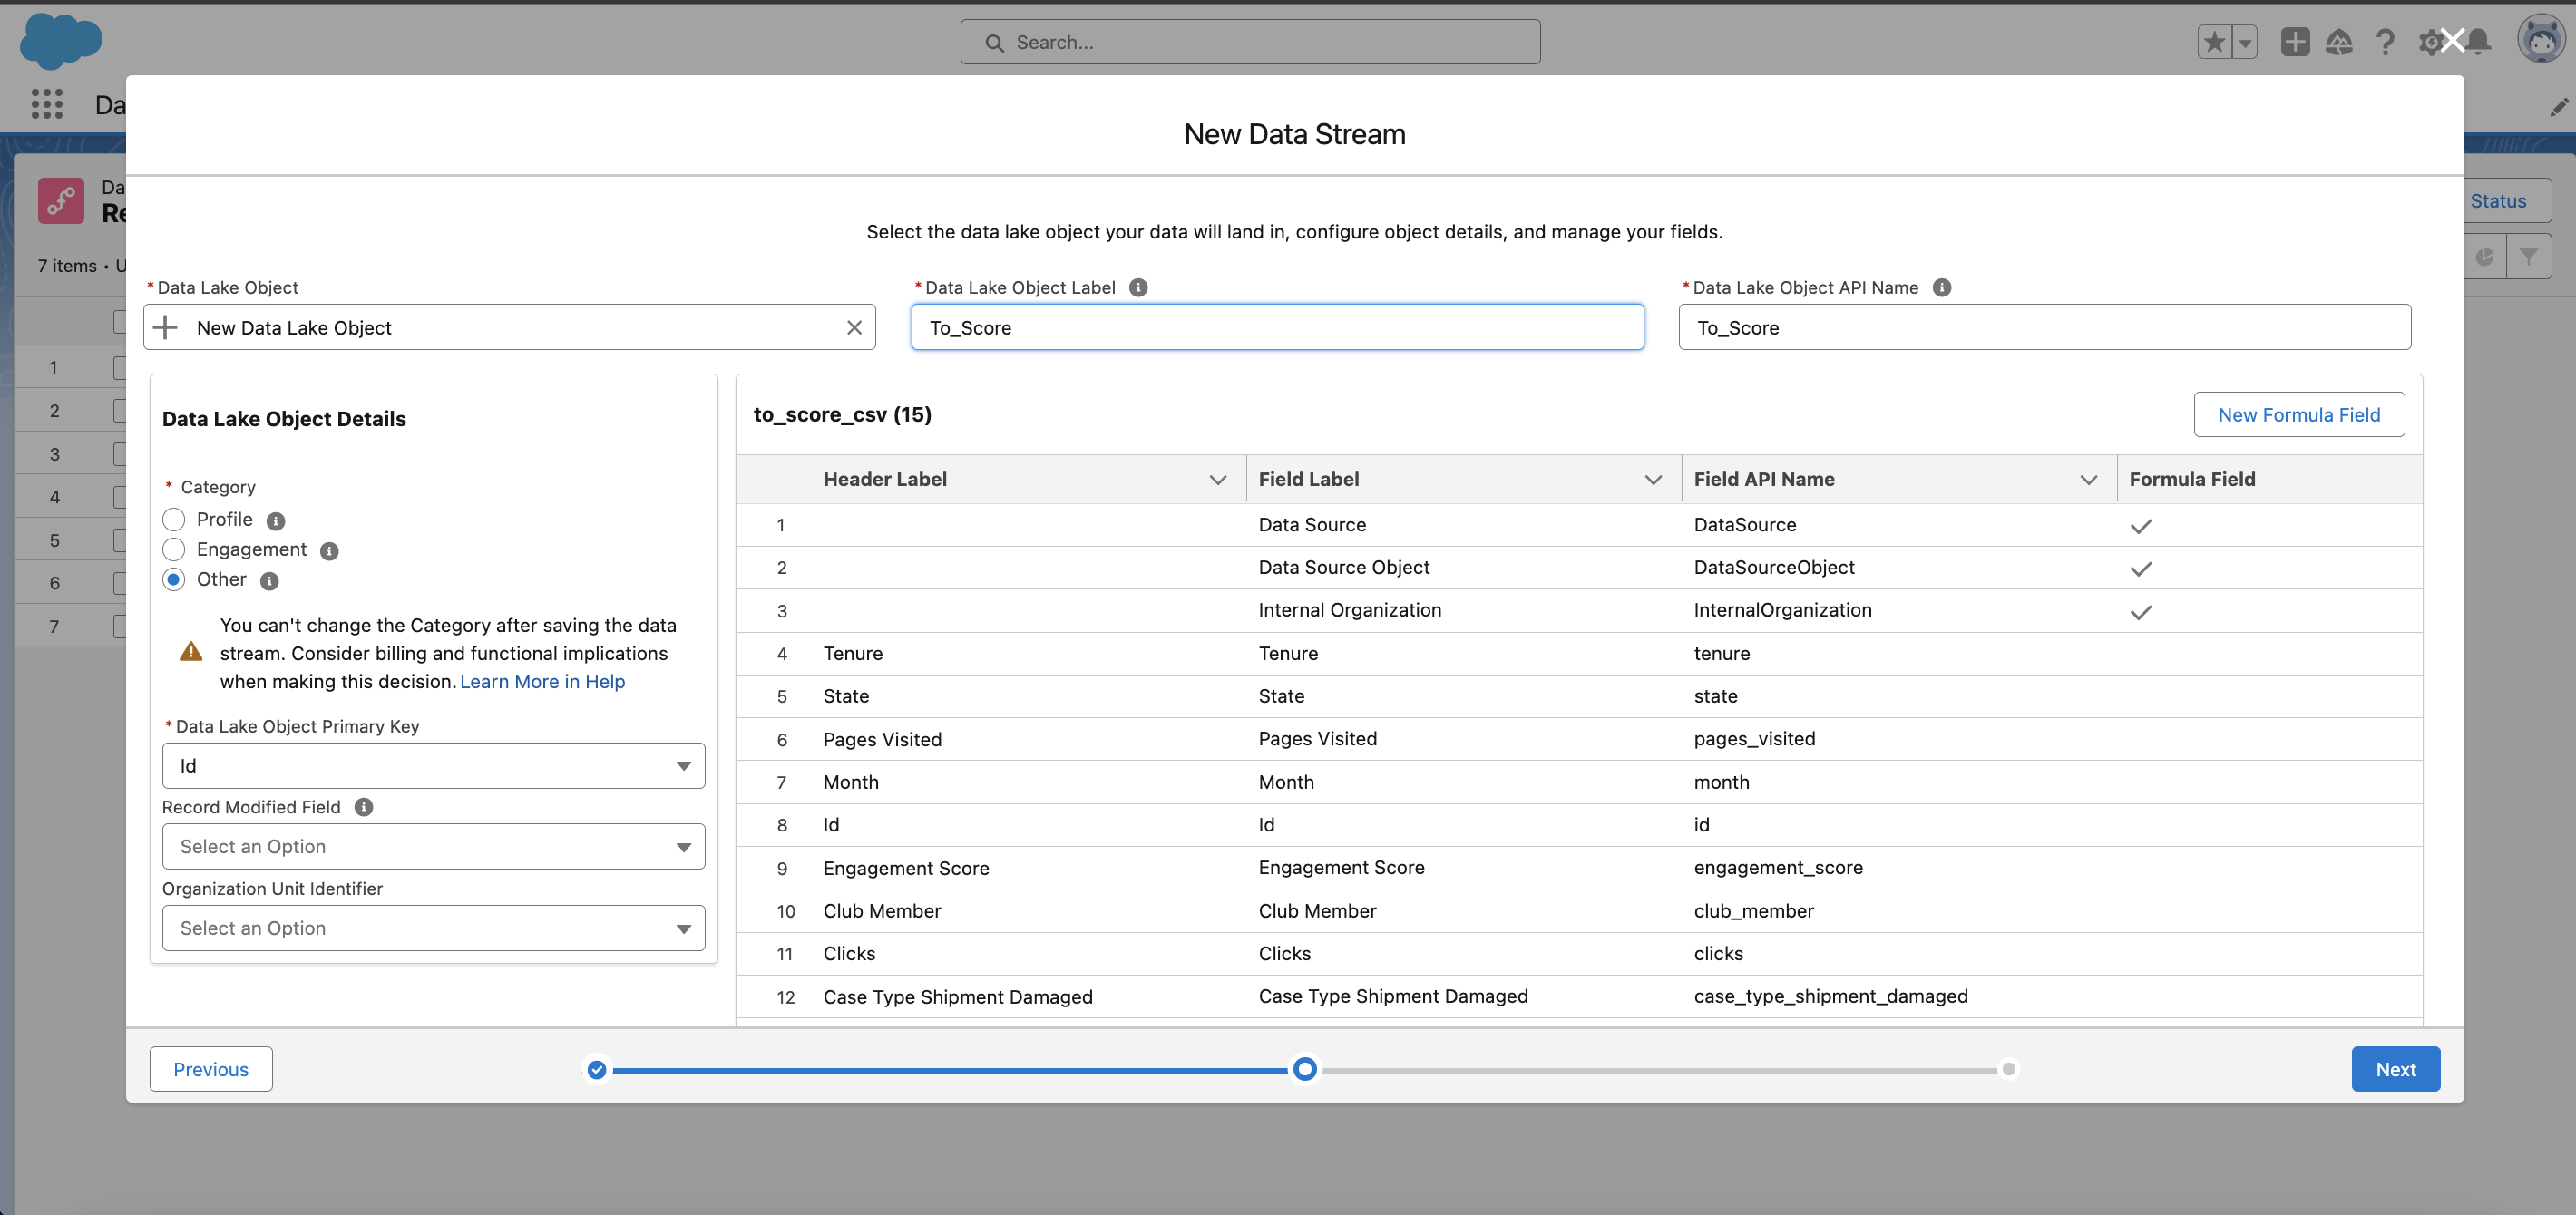 Search...
Da
New Data Stream
Da
Re
Status
7 items • U
Select the data lake object your data will land in, configure object details, and manage your fields.
* Data Lake Object
New Data Lake Object
* Data Lake Object Label
To_Score
* Data Lake Object API Name
To_Score
1
2
3
4
5
6
7
Data Lake Object Details
* Category
Profile
Engagement
Other
You can't change the Category after saving the data
stream. Consider billing and functional implications
when making this decision. Learn More in Help
* Data Lake Object Primary Key
Id
Record Modified Field
Select an Option
Organization Unit Identifier
Select an Option
to_score_csv (15)
New Formula Field
Header Label Field Label Field API Name Formula Field
1 Data Source DataSource
2 Data Source Object DataSourceObject
3 Internal Organization InternalOrganization
4 Tenure Tenure tenure
5 State State state
6 Pages Visited Pages Visited pages_visited
7 Month Month month
8 Id Id id
9 Engagement Score Engagement Score engagement_score
10 Club Member Club Member club_member
11 Clicks Clicks clicks
12 Case Type Shipment Damaged Case Type Shipment Damaged case_type_shipment_damaged
Previous
Next